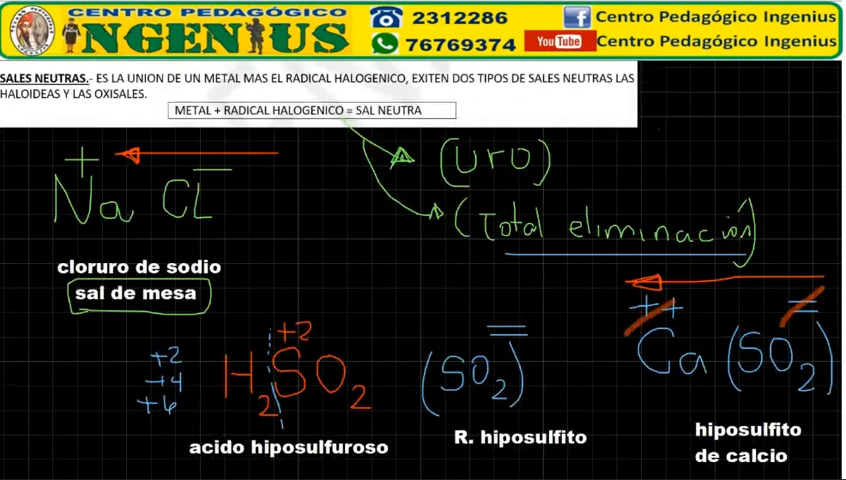 CENTRO PEDAGÓGICO
INGENIUS
2312286
76769374
Centro Pedagógico Ingenius
You Tube Centro Pedagógico Ingenius
SALES NEUTRAS.- ES LA UNION DE UN METAL MAS EL RADICAL HALOGENICO, EXITEN DOS TIPOS DE SALES NEUTRAS LAS
HALOIDEAS Y LAS OXISALES.
METAL + RADICAL HALOGENICO = SAL NEUTRA
+ −
Na Cl
(uro)
(Total eliminación)
cloruro de sodio
sal de mesa
+2
+4
+6
+2
H2SO2
acido hiposulfuroso
=
(SO2)
R. hiposulfito
++ =
Ca(SO2)
hiposulfito
de calcio